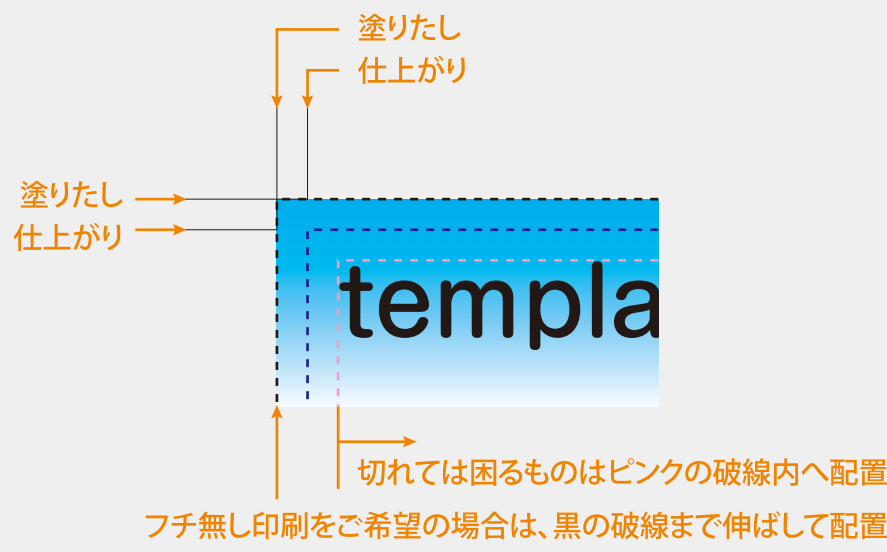 塗りたし
仕上がり
塗りたし
仕上がり
templa
切れては困るものはピンクの破線内へ配置
フチ無し印刷をご希望の場合は、黒の破線まで伸ばして配置